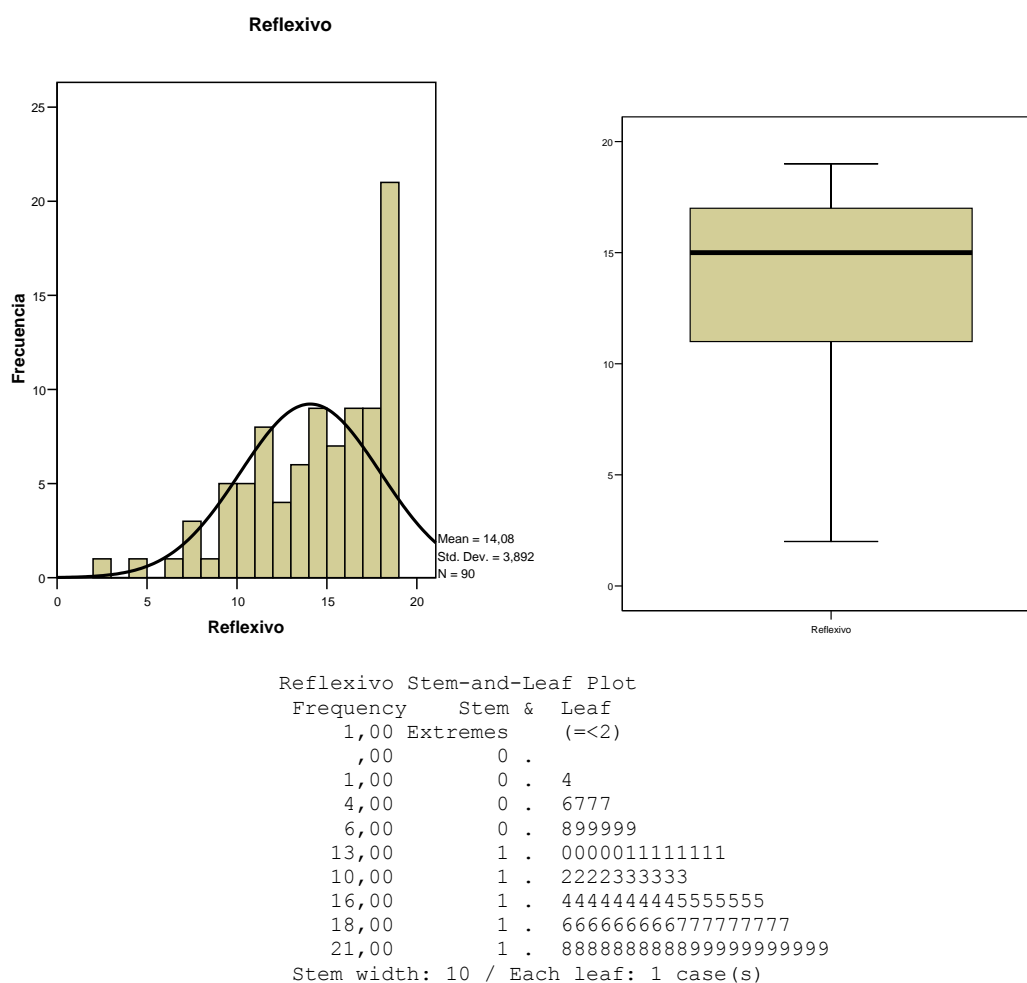 Reflexivo
25
20
15
10
5
0
Frecuencia
0 5 10 15 20
Reflexivo
Mean = 14,08
Std. Dev. = 3,892
N = 90
20
15
10
5
0
Reflexivo
Reflexivo Stem-and-Leaf Plot
Frequency Stem & Leaf
1,00 Extremes (=<2)
,00 0 .
1,00 0 . 4
4,00 0 . 6777
6,00 0 . 899999
13,00 1 . 0000011111111
10,00 1 . 2222333333
16,00 1 . 4444444445555555
18,00 1 . 666666666777777777
21,00 1 . 888888888899999999999
Stem width: 10 / Each leaf: 1 case(s)